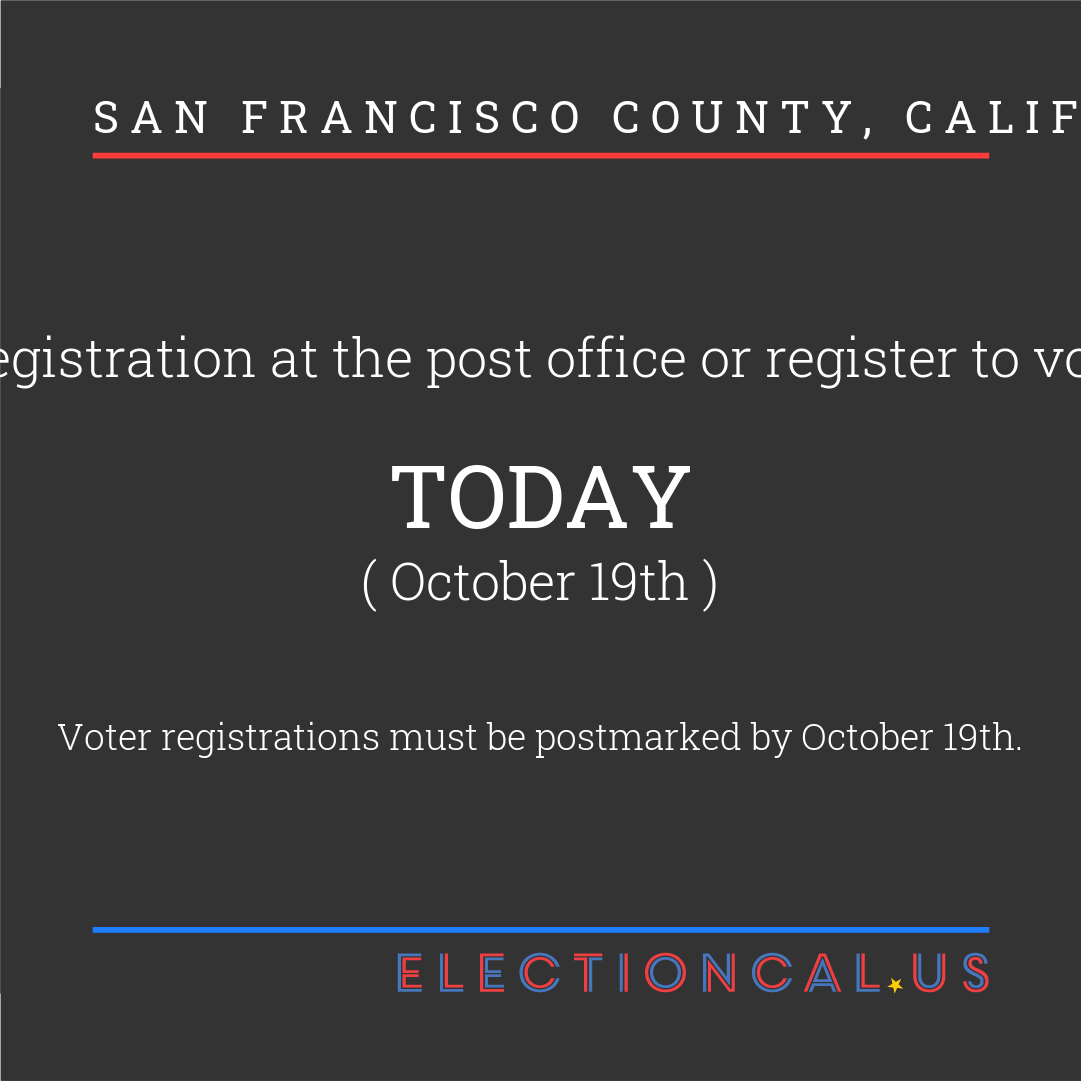 SAN FRANCISCO COUNTY, CALIF
egistration at the post office or register to vo
TODAY
( October 19th )
Voter registrations must be postmarked by October 19th.
ELECTIONCAL.US